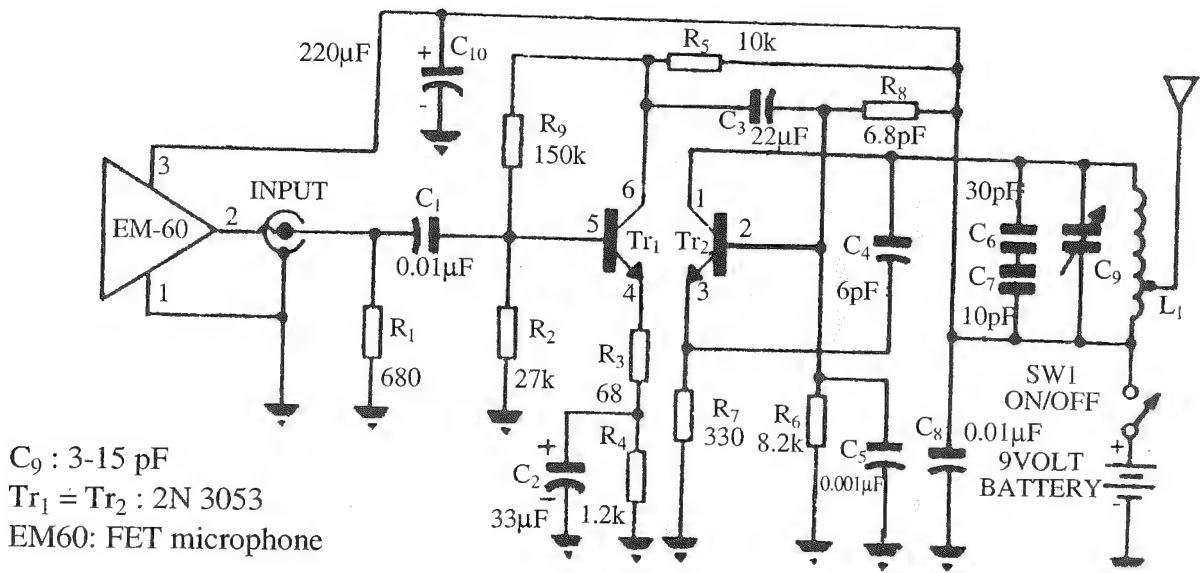 R5 10k
220µF
+ C10
-
R8
C3 22µF
6.8pF
R9
150k
3
INPUT
EM-60
2
1
C1
0.01µF
6
5
Tr1
4
1
Tr2
2
3
C4
6pF
30pF
C6
C7
10pF
C9
L1
R1
680
R2
27k
R3
68
R4
1.2k
+
C2
-
33µF
R7
330
R6
8.2k
C5
0.001µF
C8
0.01µF
SW1
ON/OFF
+
9VOLT
BATTERY
-
C9 : 3-15 pF
Tr1 = Tr2 : 2N 3053
EM60: FET microphone